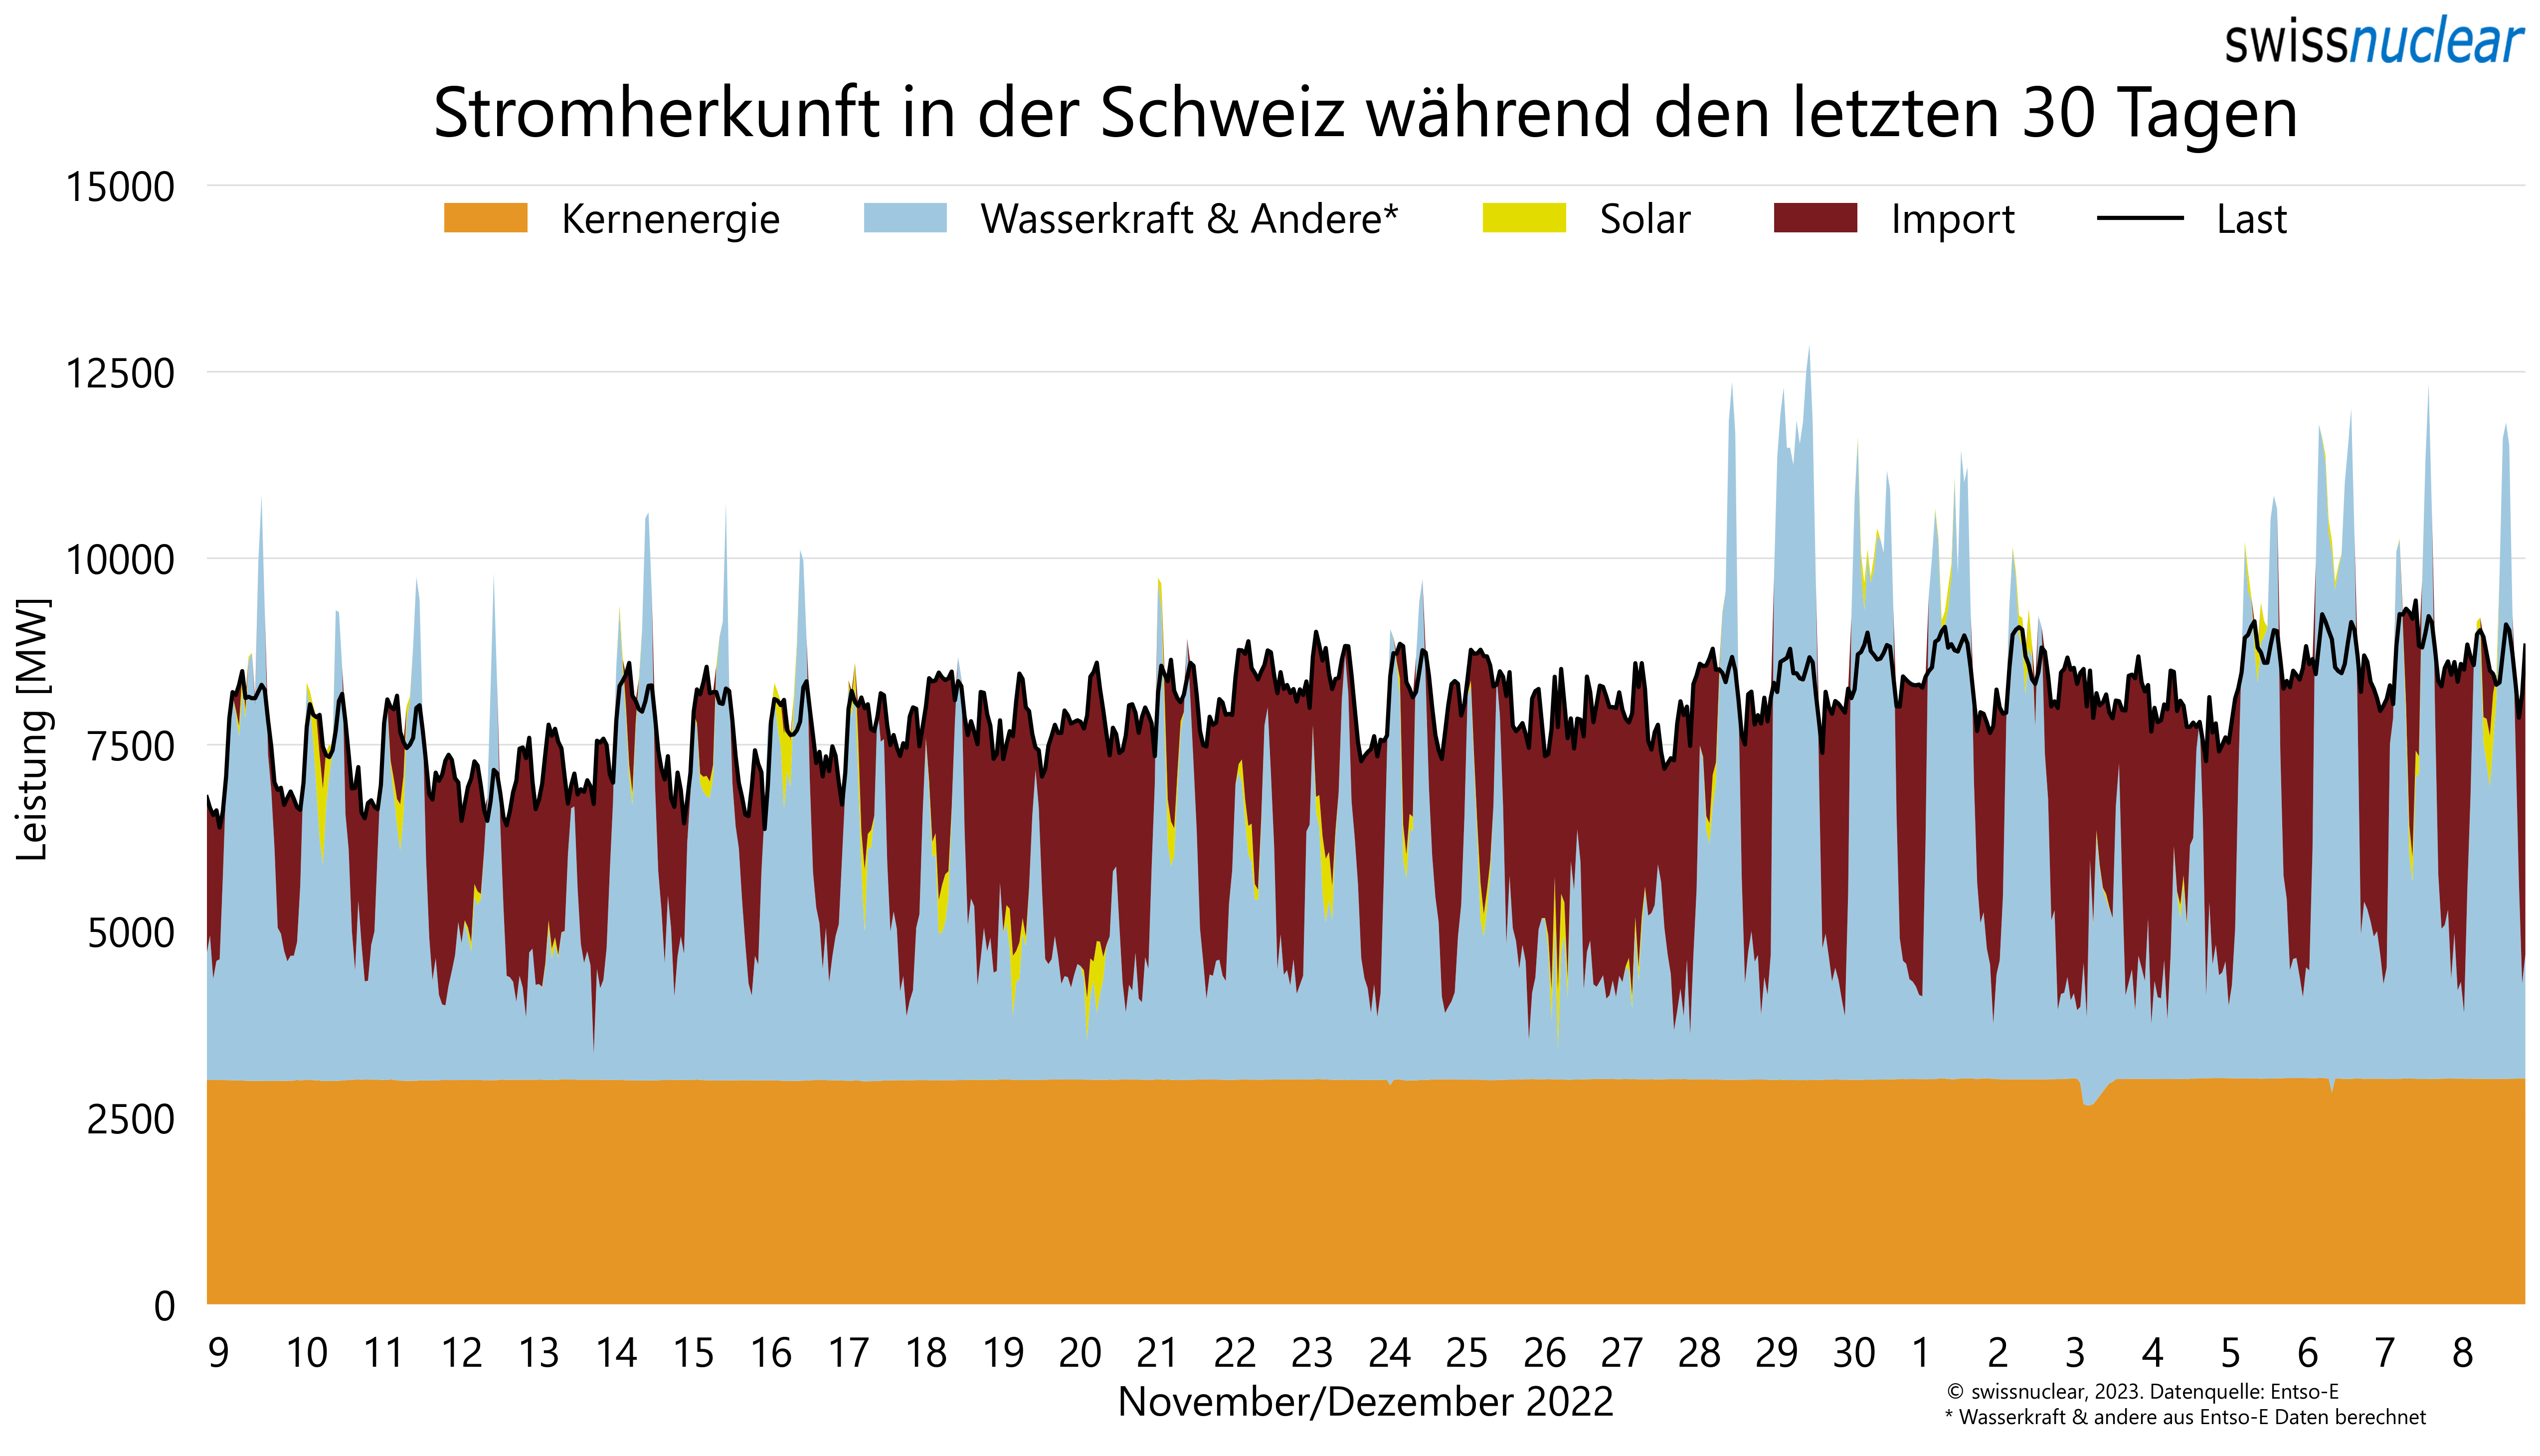 swissnuclear
Stromherkunft in der Schweiz während den letzten 30 Tagen
15000
Kernenergie Wasserkraft & Andere* Solar Import Last
12500
10000
7500
5000
2500
0
Leistung [MW]
9 10 11 12 13 14 15 16 17 18 19 20 21 22 23 24 25 26 27 28 29 30 1 2 3 4 5 6 7 8
November/Dezember 2022
© swissnuclear, 2023. Datenquelle: Entso-E
* Wasserkraft & andere aus Entso-E Daten berechnet